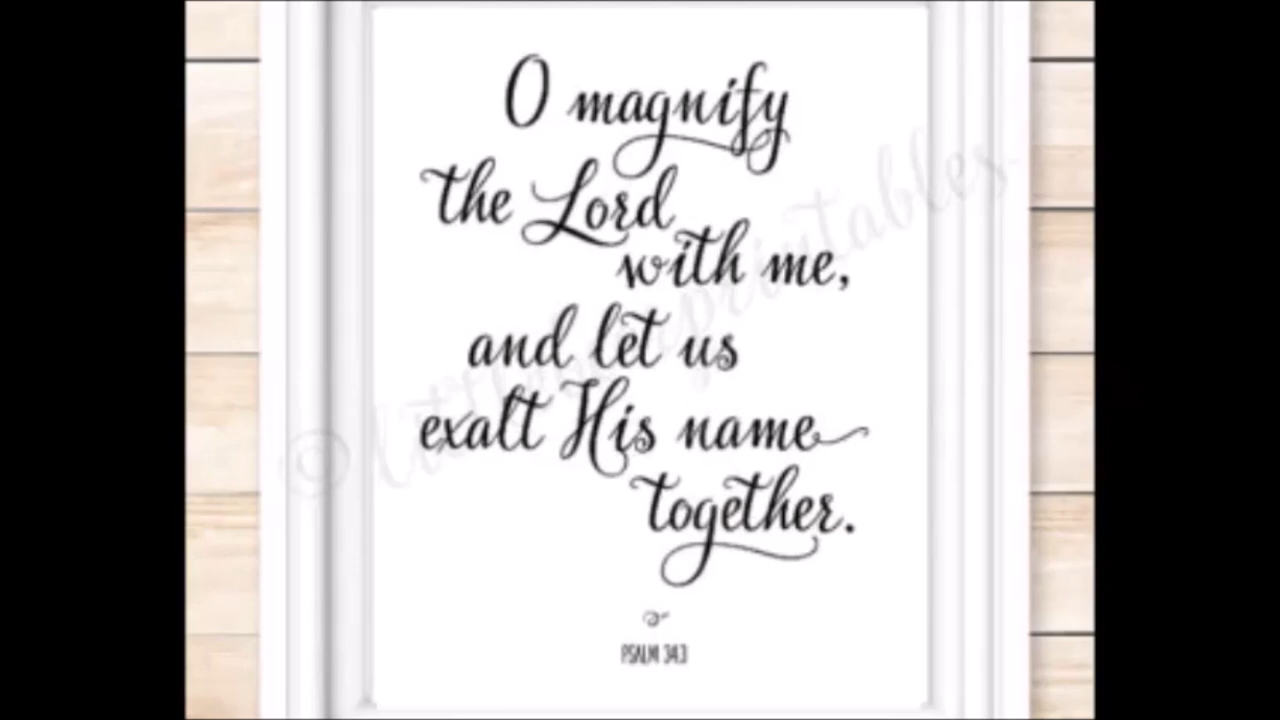 O magnify
the Lord
with me,
and let us
exalt His name
together.
PSALM 34:3